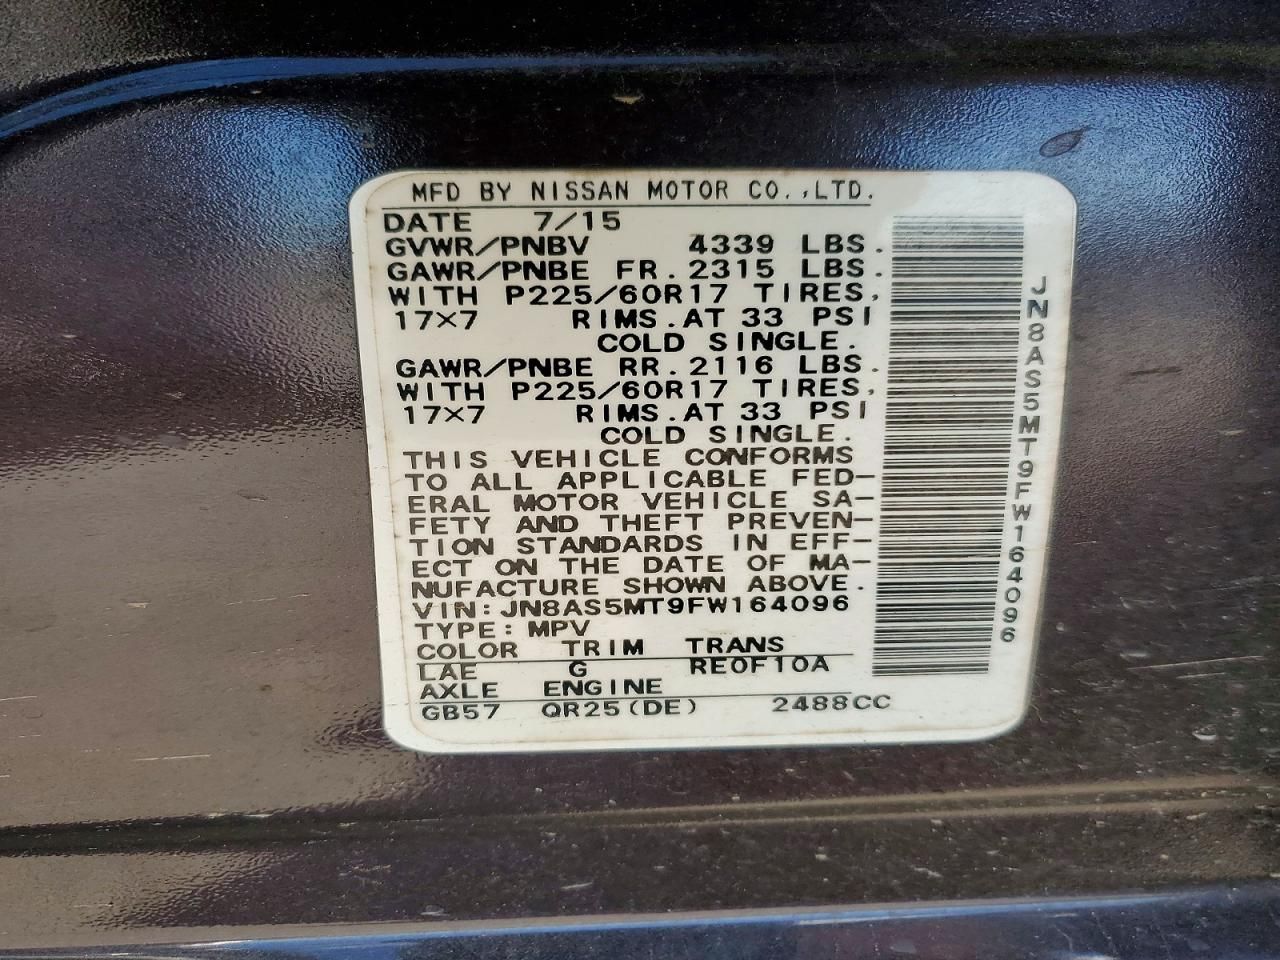 MFD BY NISSAN MOTOR CO.,LTD.
DATE 7/15
GVWR/PNBV 4339 LBS.
GAWR/PNBE FR. 2315 LBS.
WITH P225/60R17 TIRES,
17×7 RIMS. AT 33 PSI
COLD SINGLE.
GAWR/PNBE RR. 2116 LBS.
WITH P225/60R17 TIRES,
17×7 RIMS. AT 33 PSI
COLD SINGLE.
THIS VEHICLE CONFORMS
TO ALL APPLICABLE FED-
ERAL MOTOR VEHICLE SA-
FETY AND THEFT PREVEN-
TION STANDARDS IN EFF-
ECT ON THE DATE OF MA-
NUFACTURE SHOWN ABOVE.
VIN: JN8AS5MT9FW164096
TYPE: MPV
COLOR TRIM TRANS
LAE G RE0F10A
AXLE ENGINE
GB57 QR25(DE) 2488CC
JN8AS5MT9FW164096